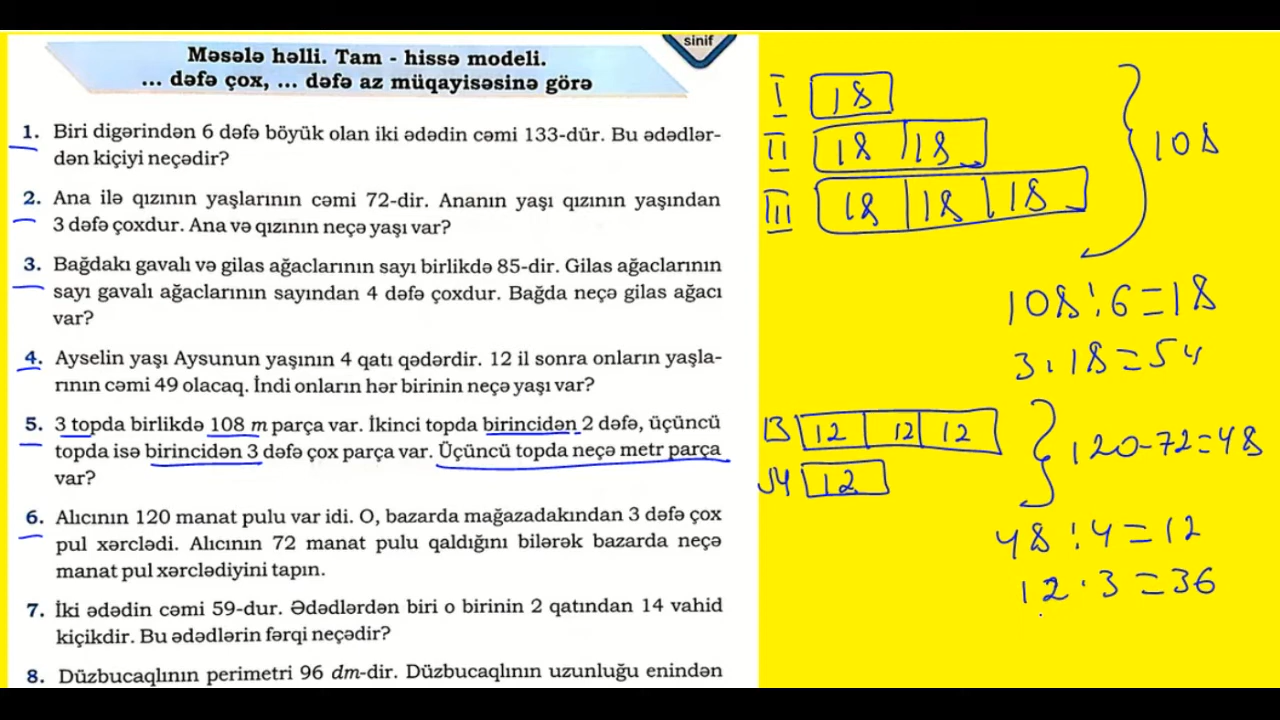 sinif
Məsələ həlli. Tam - hissə modeli.
... dəfə çox, ... dəfə az müqayisəsinə görə
1. Biri digərindən 6 dəfə böyük olan iki ədədin cəmi 133-dür. Bu ədədlər-
dən kiçiyi neçədir?
2. Ana ilə qızının yaşlarının cəmi 72-dir. Ananın yaşı qızının yaşından
3 dəfə çoxdur. Ana və qızının neçə yaşı var?
3. Bağdakı gavalı və gilas ağaclarının sayı birlikdə 85-dir. Gilas ağaclarının
sayı gavalı ağaclarının sayından 4 dəfə çoxdur. Bağda neçə gilas ağacı
var?
4. Ayselin yaşı Aysunun yaşının 4 qatı qədərdir. 12 il sonra onların yaşla-
rının cəmi 49 olacaq. İndi onların hər birinin neçə yaşı var?
5. 3 topda birlikdə 108 m parça var. İkinci topda birincidən 2 dəfə, üçüncü
topda isə birincidən 3 dəfə çox parça var. Üçüncü topda neçə metr parça
var?
6. Alıcının 120 manat pulu var idi. O, bazarda mağazadakından 3 dəfə çox
pul xərclədi. Alıcının 72 manat pulu qaldığını bilərək bazarda neçə
manat pul xərclədiyini tapın.
7. İki ədədin cəmi 59-dur. Ədədlərdən biri o birinin 2 qatından 14 vahid
kiçikdir. Bu ədədlərin fərqi neçədir?
8. Düzbucaqlının perimetri 96 dm-dir. Düzbucaqlının uzunluğu enindən
I 18
II 18 18
III 18 18 18
108
108:6=18
3·18=54
B 12 12 12
M 12
120-72=48
48:4=12
12·3=36